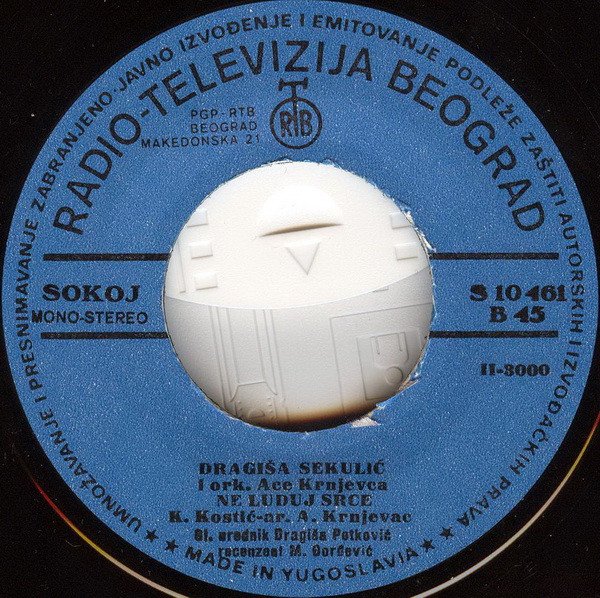 UMNOŽAVANJE I PRESNIMAVANJE ZABRANJENO·JAVNO IZVOĐENJE I EMITOVANJE PODLEŽE ZAŠTITI AUTORSKIH I IZVOĐAČKIH PRAVA
RADIO-TELEVIZIJA BEOGRAD
PGP-RTB
BEOGRAD
MAKEDONSKA 21
RTB
SOKOJ
MONO-STEREO
S 10 461
B 45
II-3000
DRAGIŠA SEKULIĆ
i ork. Ace Krnjevca
NE LUDUJ SRCE
K. Kostić-ar. A. Krnjevac
Gl. urednik Dragiša Petković
recenzent M. Đorđević
★ ★ MADE IN YUGOSLAVIA ★ ★